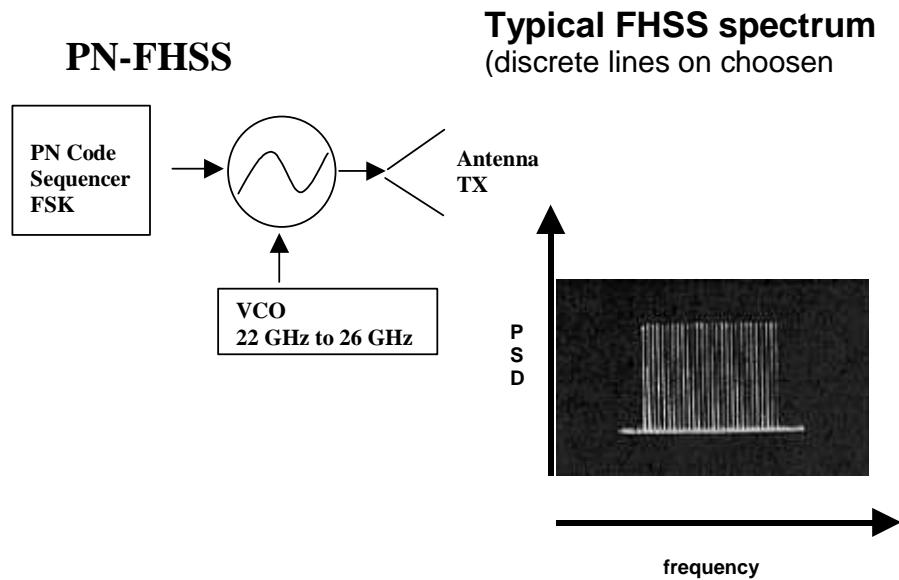 Typical FHSS spectrum
(discrete lines on choosen
PN-FHSS
PN Code
Sequencer
FSK
Antenna
TX
VCO
22 GHz to 26 GHz
P
S
D
frequency